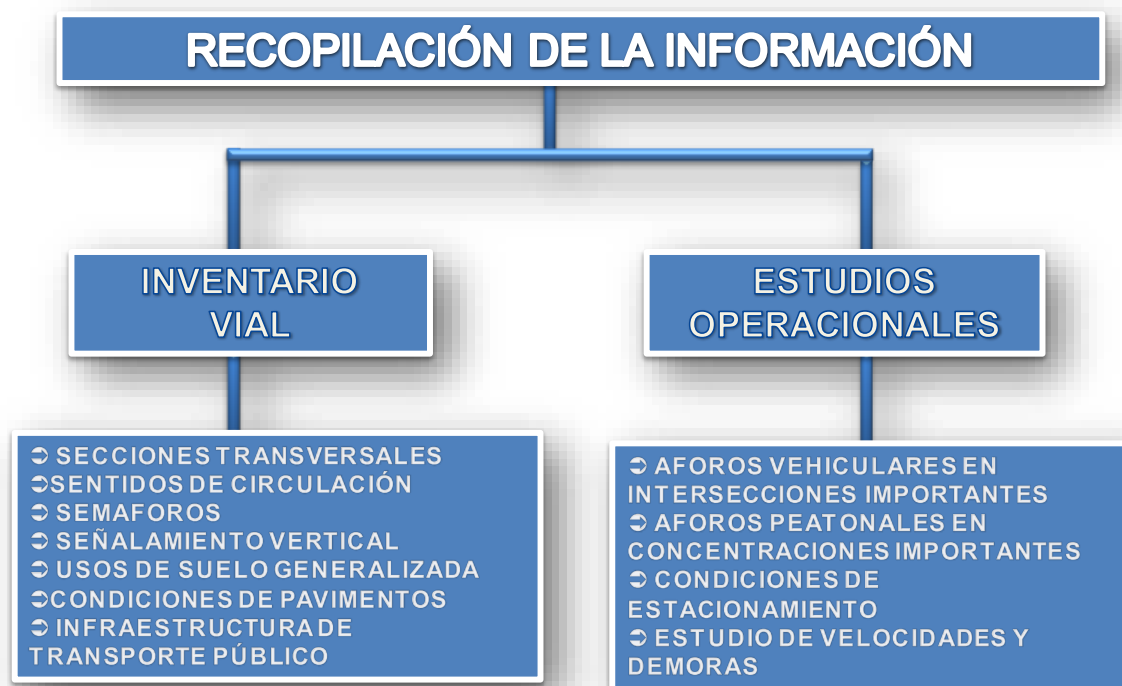 RECOPILACIÓN DE LA INFORMACIÓN
INVENTARIO
VIAL
➲ SECCIONES TRANSVERSALES
➲SENTIDOS DE CIRCULACIÓN
➲ SEMAFOROS
➲ SEÑALAMIENTO VERTICAL
➲ USOS DE SUELO GENERALIZADA
➲CONDICIONES DE PAVIMENTOS
➲ INFRAESTRUCTURA DE
TRANSPORTE PÚBLICO
ESTUDIOS
OPERACIONALES
➲ AFOROS VEHICULARES EN
INTERSECCIONES IMPORTANTES
➲ AFOROS PEATONALES EN
CONCENTRACIONES IMPORTANTES
➲ CONDICIONES DE
ESTACIONAMIENTO
➲ ESTUDIO DE VELOCIDADES Y
DEMORAS